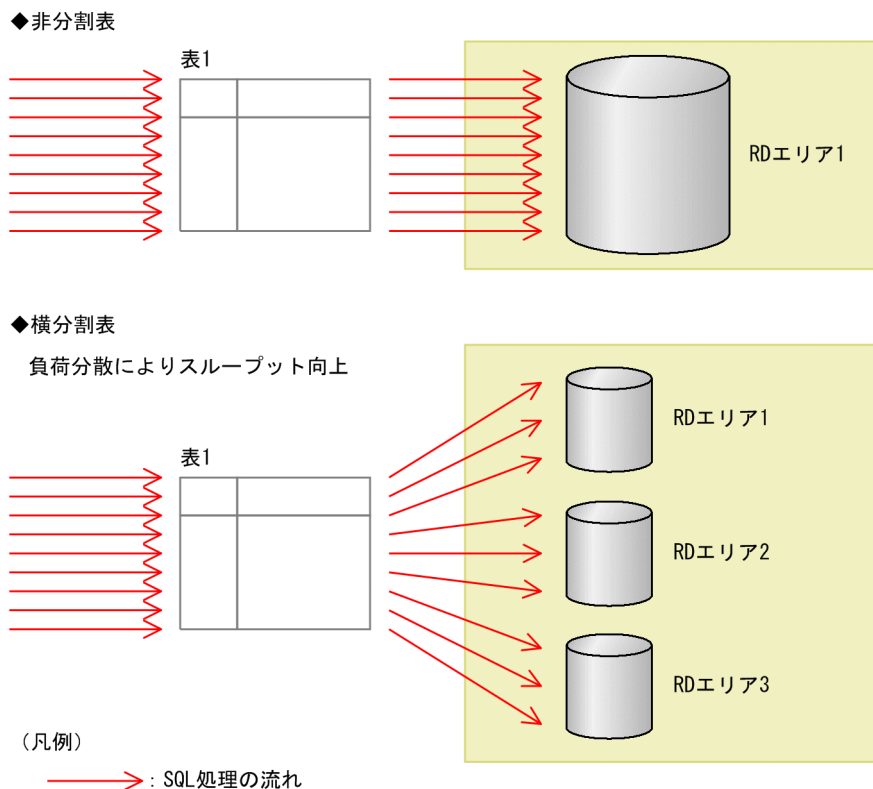 ◆非分割表
表1
RDエリア1
◆横分割表
負荷分散によりスループット向上
表1
RDエリア1
RDエリア2
RDエリア3
(凡例)
：SQL処理の流れ